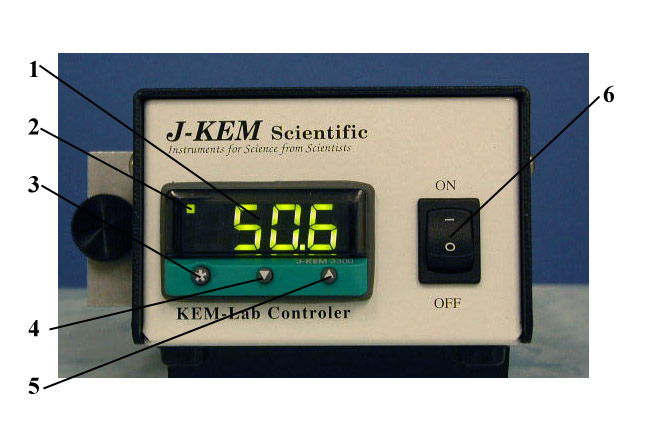 1
2
3
4
5
6
J-KEM Scientific
Instruments for Science from Scientists
50.6
J-KEM 3300
KEM-Lab Controler
ON
OFF